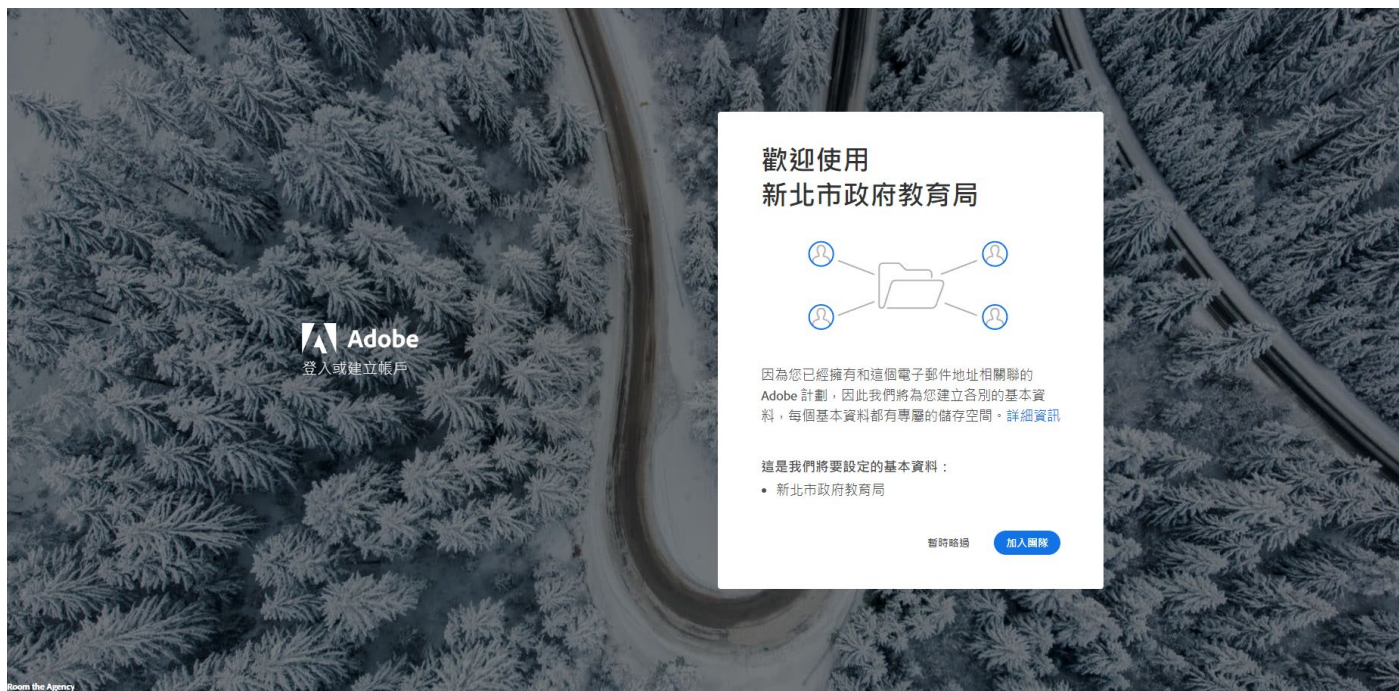 Adobe
登入或建立帳戶
歡迎使用
新北市政府教育局
因為您已經擁有和這個電子郵件地址相關聯的
Adobe 計劃，因此我們將為您建立各別的基本資
料，每個基本資料都有專屬的儲存空間。詳細資訊
這是我們將要設定的基本資料：
• 新北市政府教育局
暫時略過 加入團隊
Room the Agency